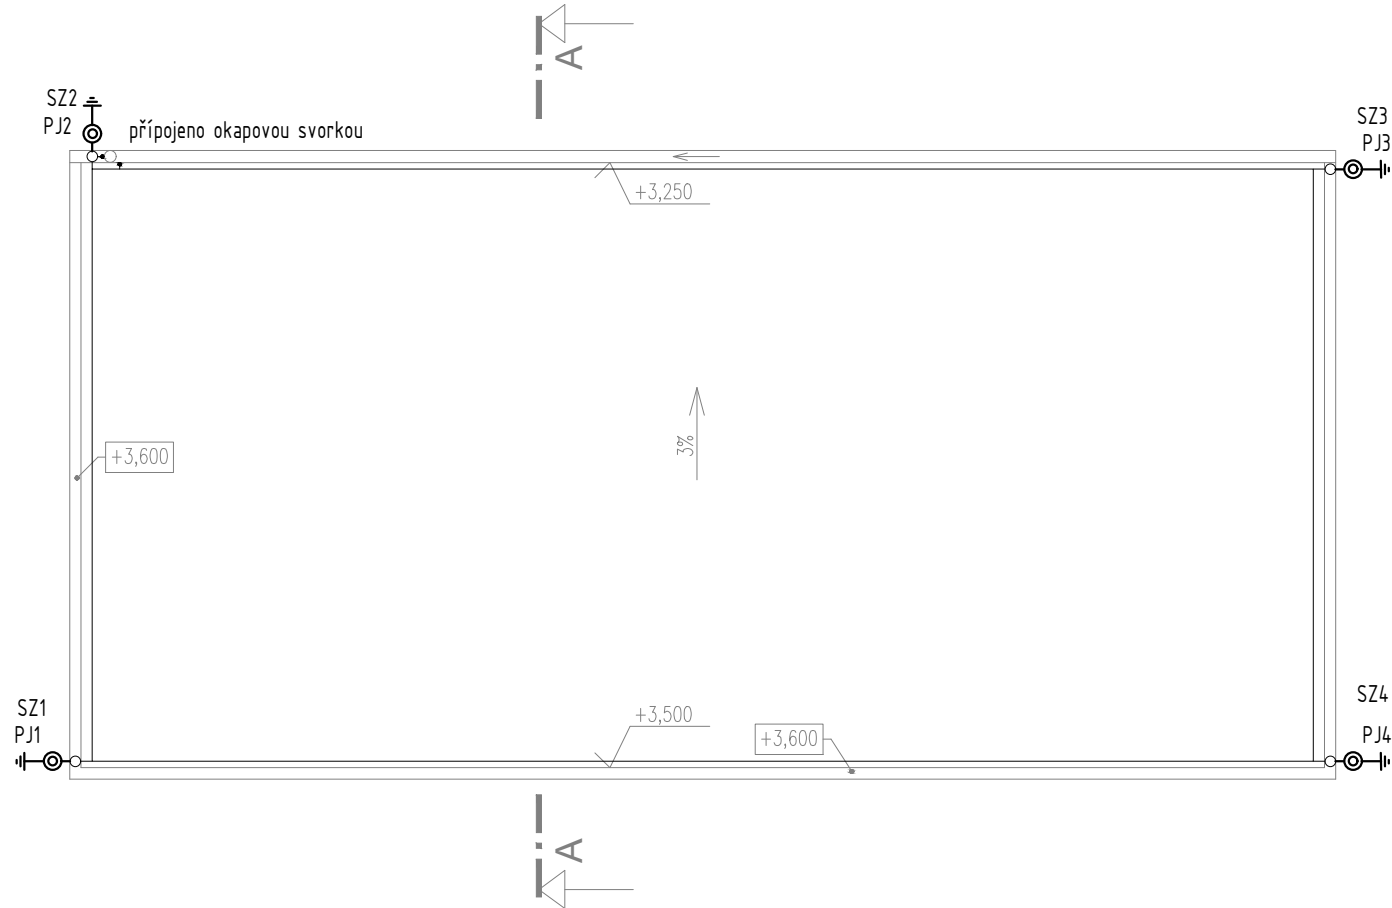 A
SZ2
PJ2
přípojeno okapovou svorkou
SZ3
PJ3
+3,250
3%
+3,600
SZ1
PJ1
+3,500
+3,600
SZ4
PJ4
A